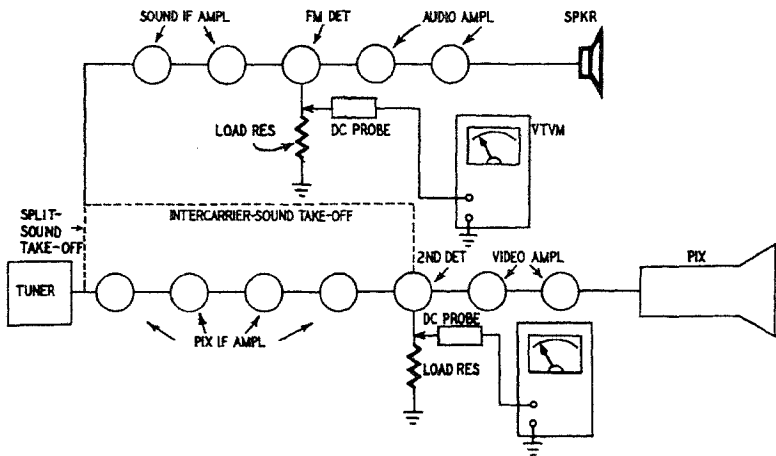 SOUND IF AMPL
FM DET
AUDIO AMPL
SPKR
LOAD RES
DC PROBE
VTVM
SPLIT-
SOUND
TAKE-OFF
INTERCARRIER-SOUND TAKE-OFF
TUNER
2ND DET
VIDEO AMPL
PIX
PIX IF AMPL
DC PROBE
LOAD RES